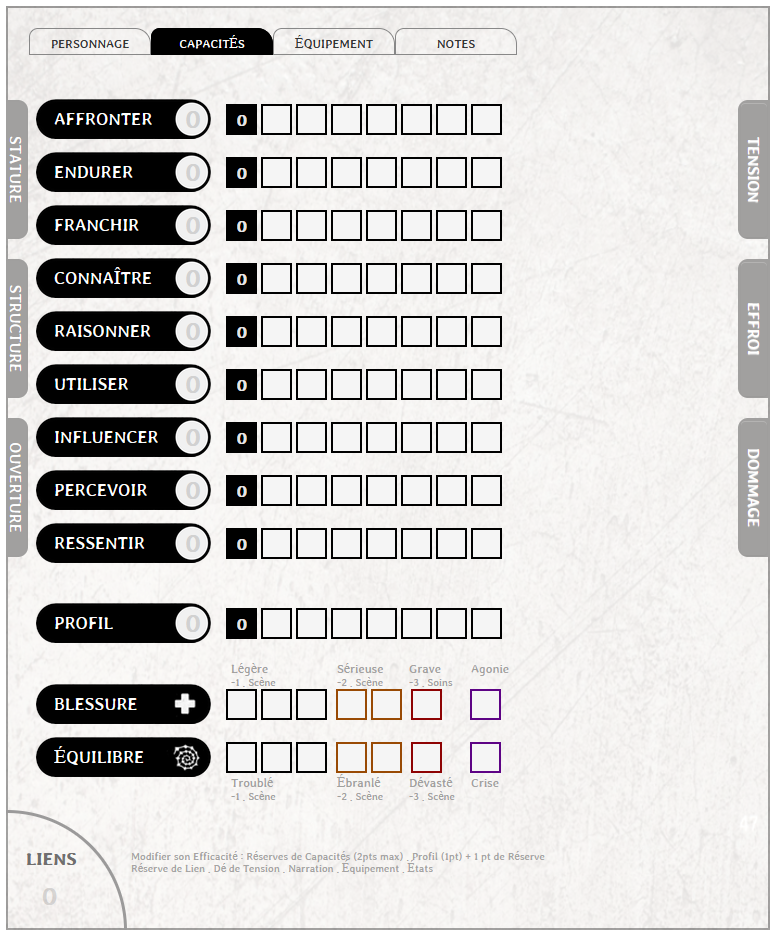 PERSONNAGE
CAPACITÉS
ÉQUIPEMENT
NOTES
STATURE
STRUCTURE
OUVERTURE
AFFRONTER 0 0
ENDURER 0 0
FRANCHIR 0 0
CONNAÎTRE 0 0
RAISONNER 0 0
UTILISER 0 0
INFLUENCER 0 0
PERCEVOIR 0 0
RESSENTIR 0 0
TENSION
EFFROI
DOMMAGE
PROFIL 0 0
Légère Sérieuse Grave Agonie
-1 . Scène -2 . Scène -3 . Soins
BLESSURE
ÉQUILIBRE
Troublé Ébranlé Dévasté Crise
-1 . Scène -2 . Scène -3 . Scène
47
LIENS
0
Modifier son Efficacité : Réserves de Capacités (2pts max) . Profil (1pt) + 1 pt de Réserve
Réserve de Lien . Dé de Tension . Narration . Équipement . États